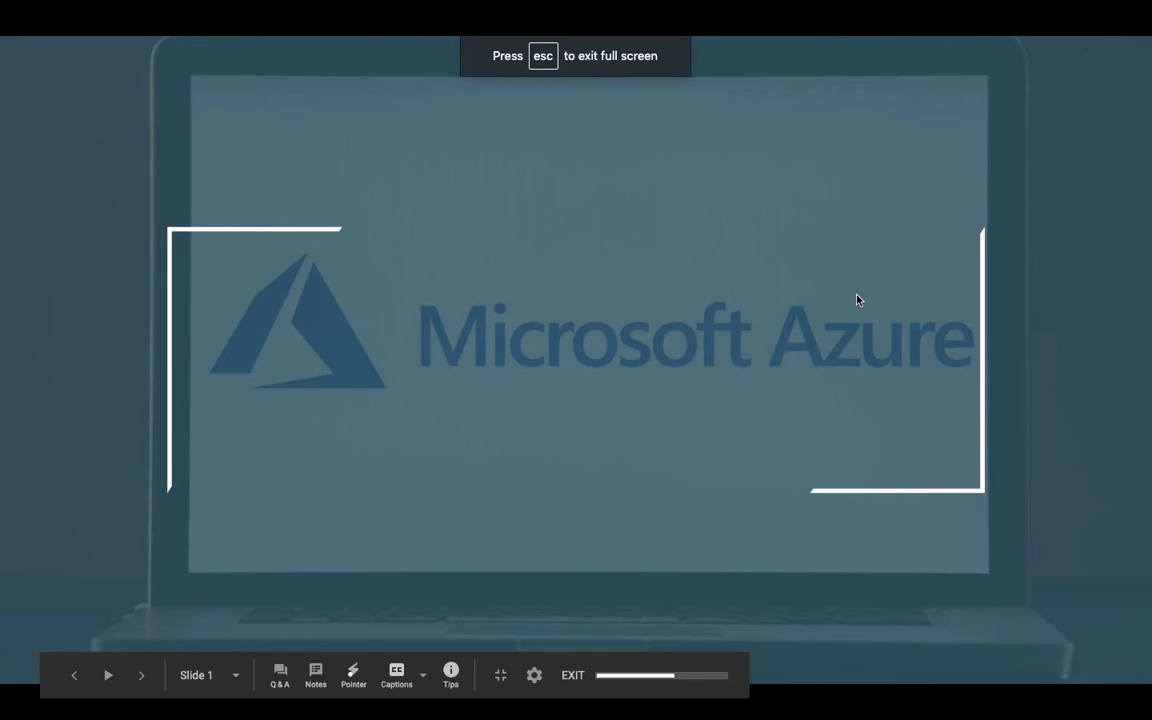 Press esc to exit full screen
Microsoft Azure
Slide 1
Q & A
Notes
Pointer
Captions
Tips
EXIT